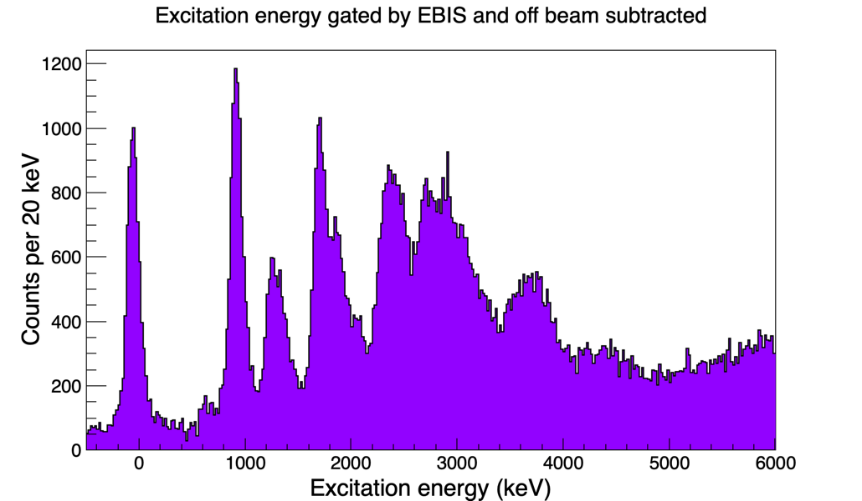 Excitation energy gated by EBIS and off beam subtracted
Counts per 20 keV
1200
1000
800
600
400
200
0
0 1000 2000 3000 4000 5000 6000
Excitation energy (keV)